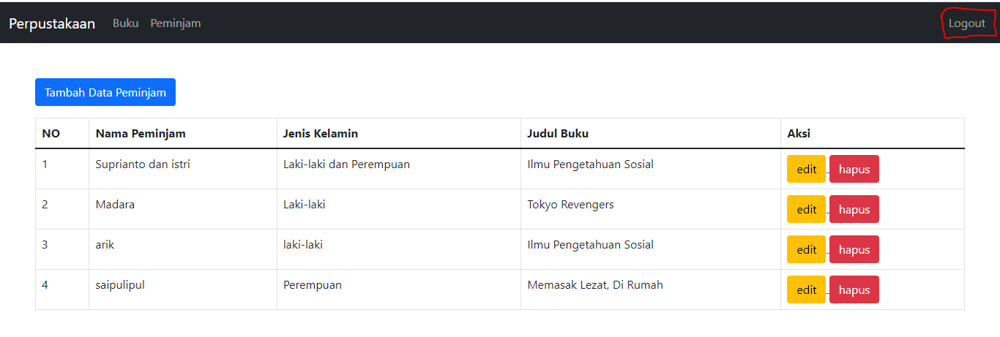 Perpustakaan Buku Peminjam Logout
Tambah Data Peminjam
NO Nama Peminjam Jenis Kelamin Judul Buku Aksi
1 Suprianto dan istri Laki-laki dan Perempuan Ilmu Pengetahuan Sosial edit hapus
2 Madara Laki-laki Tokyo Revengers edit hapus
3 arik laki-laki Ilmu Pengetahuan Sosial edit hapus
4 saipulipul Perempuan Memasak Lezat, Di Rumah edit hapus